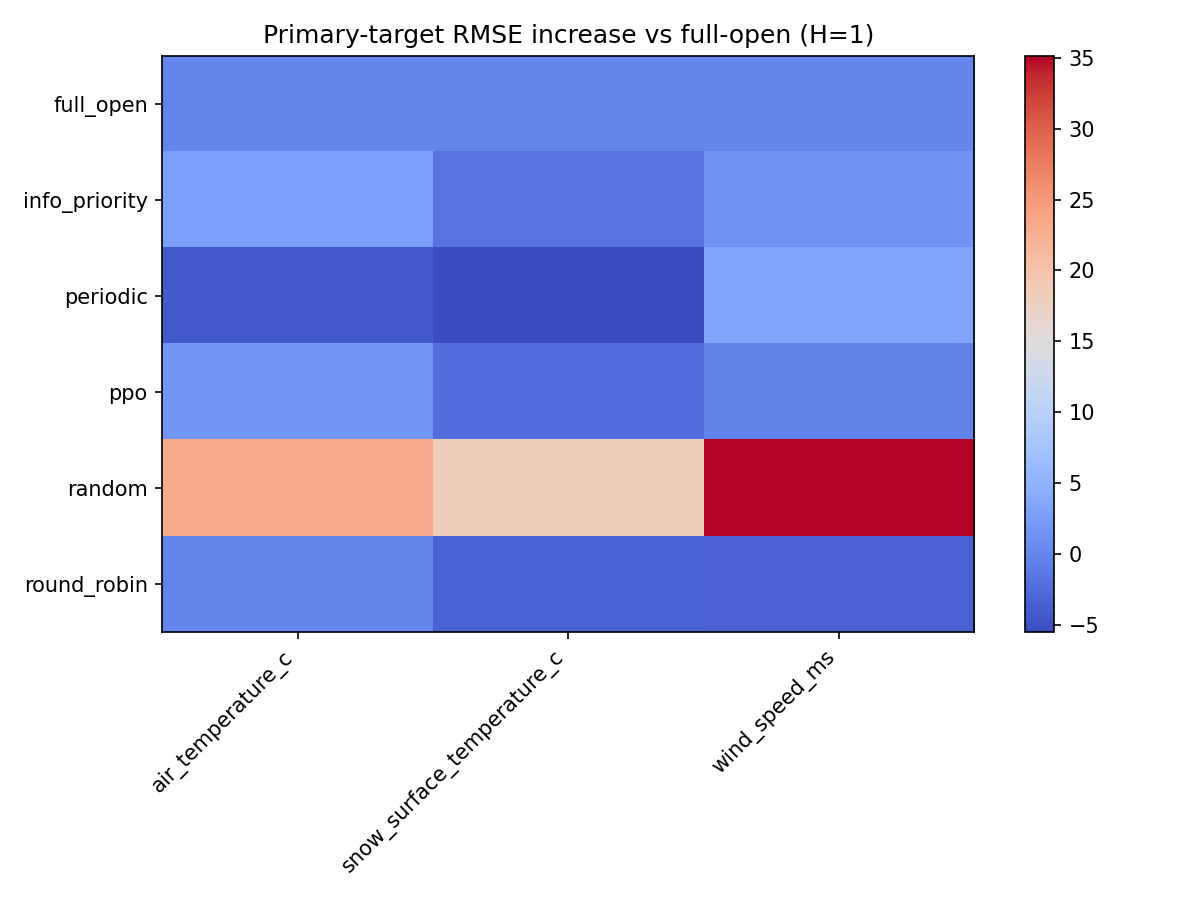 Primary-target RMSE increase vs full-open (H=1)
full_open
info_priority
periodic
ppo
random
round_robin
air_temperature_c
snow_surface_temperature_c
wind_speed_ms
35
30
25
20
15
10
5
0
−5